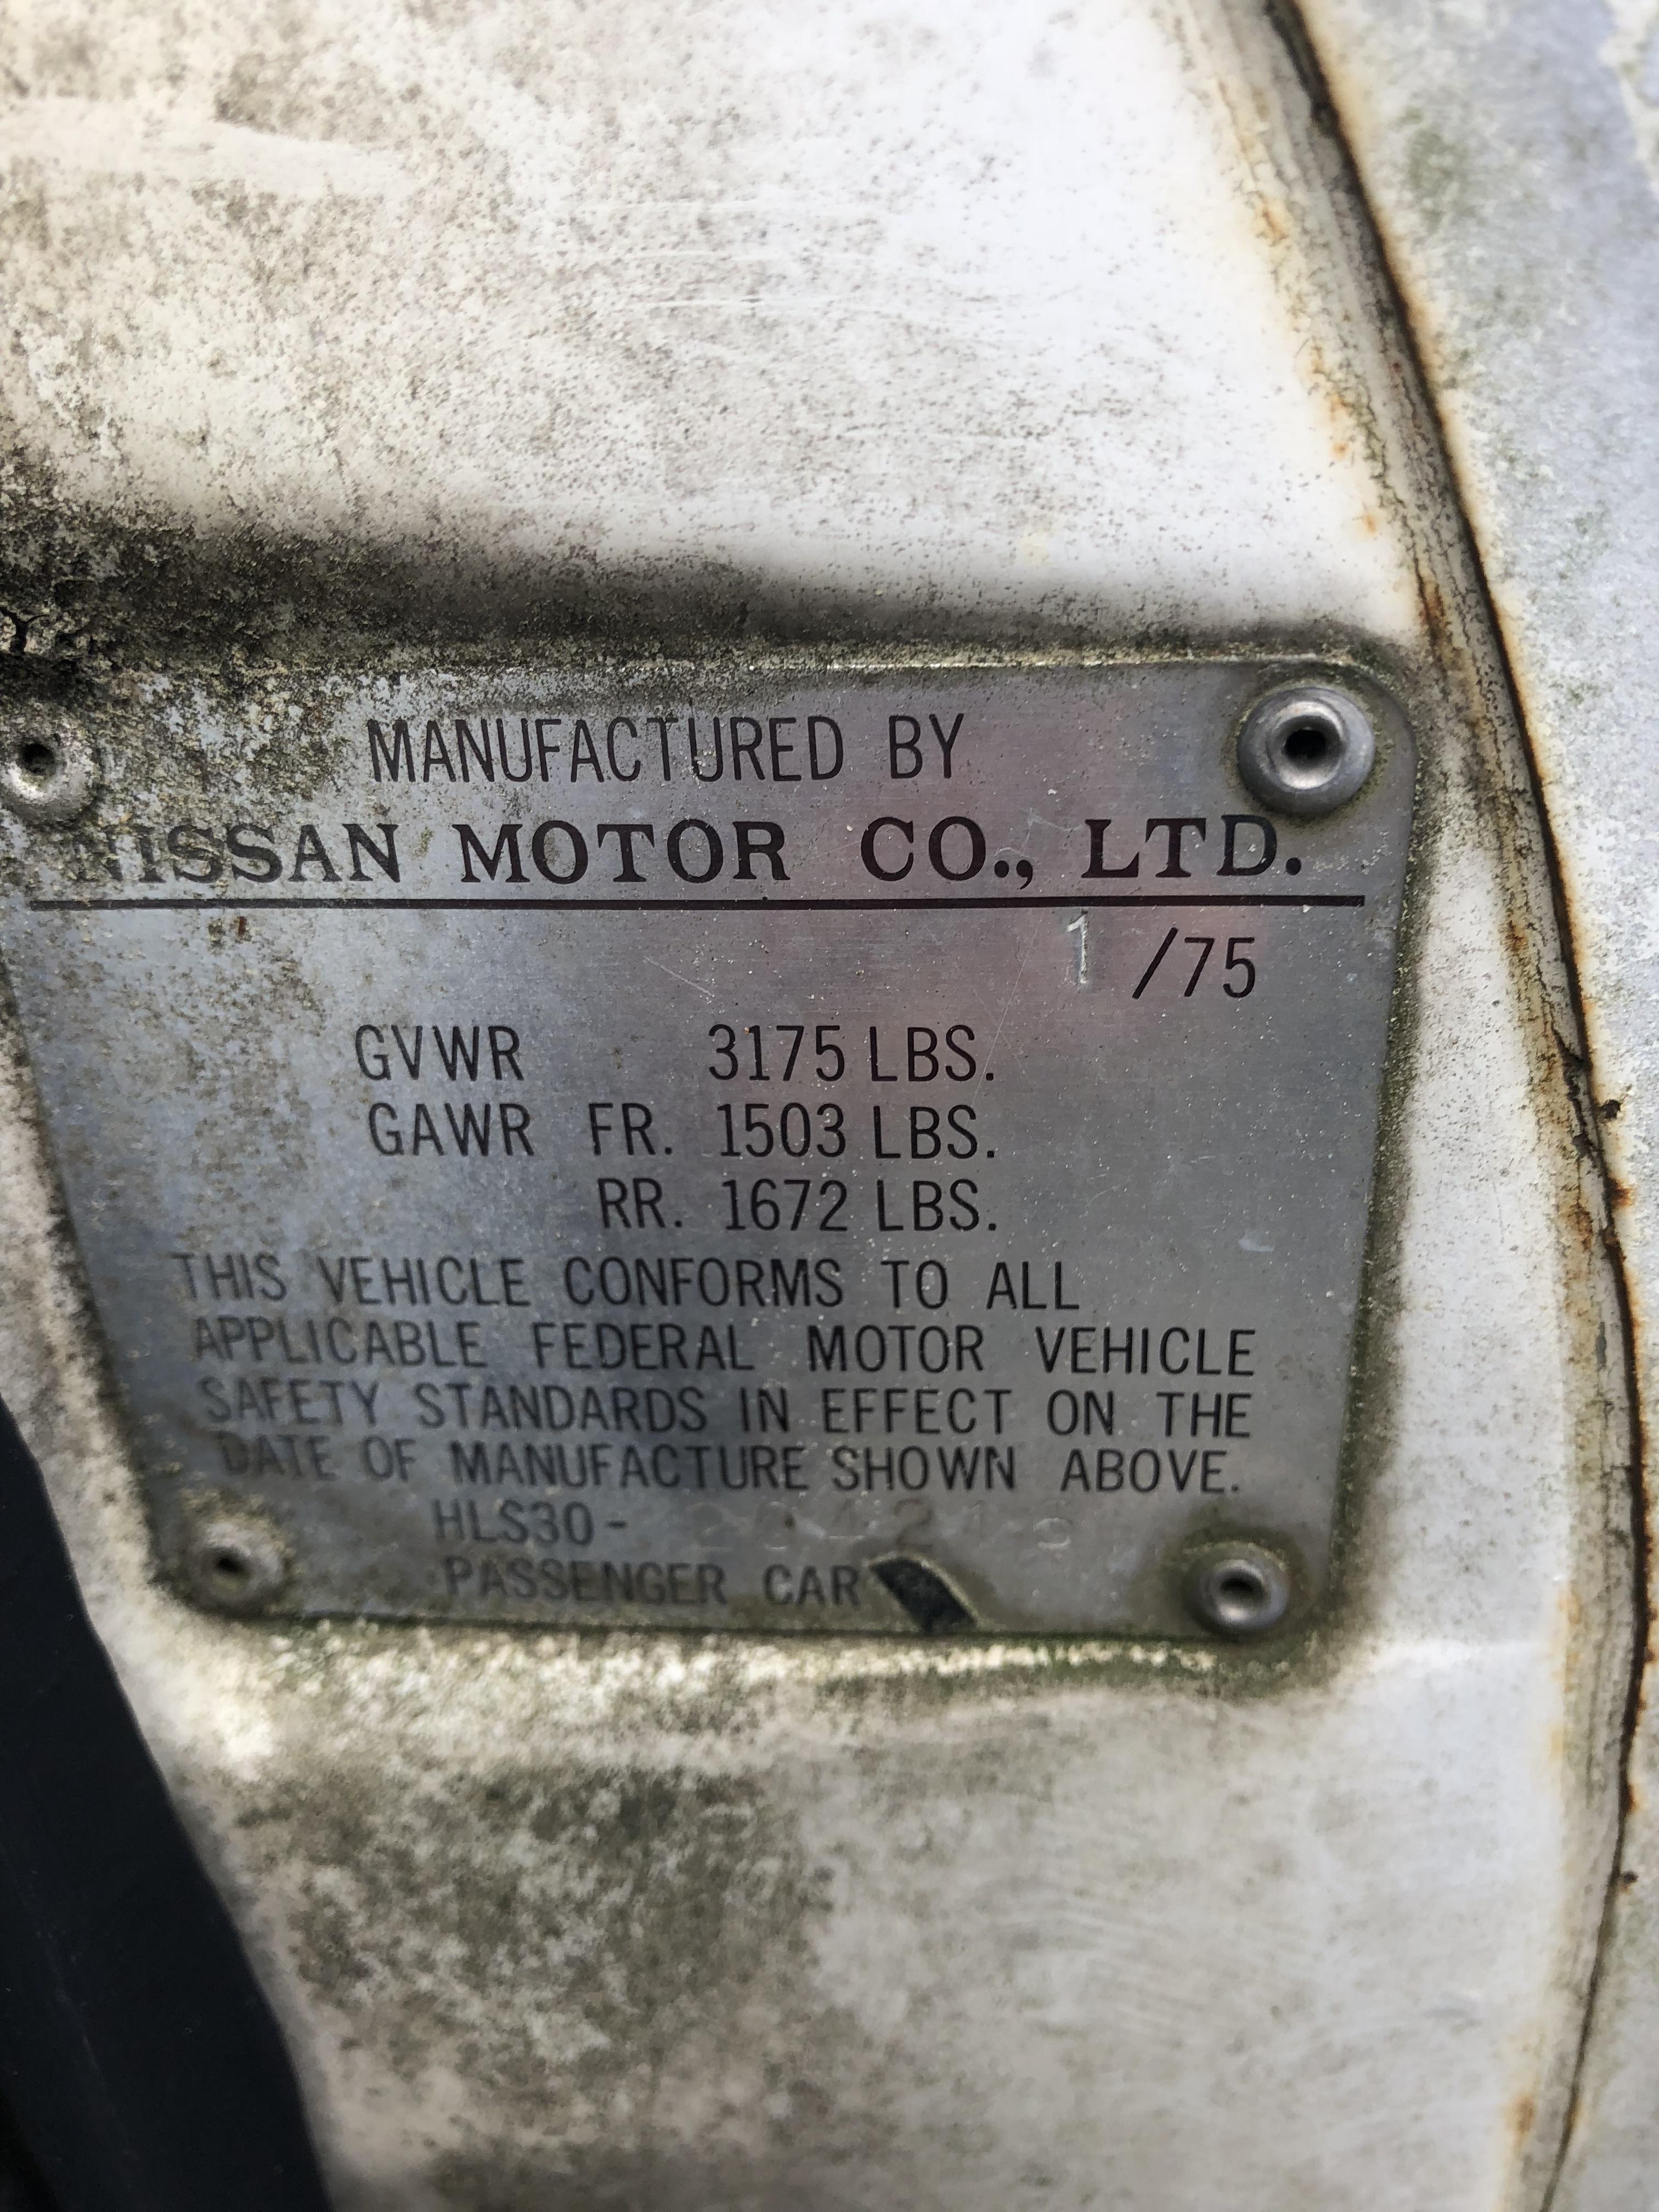 MANUFACTURED BY
NISSAN MOTOR CO., LTD.
1/75
GVWR 3175 LBS.
GAWR FR. 1503 LBS.
RR. 1672 LBS.
THIS VEHICLE CONFORMS TO ALL
APPLICABLE FEDERAL MOTOR VEHICLE
SAFETY STANDARDS IN EFFECT ON THE
DATE OF MANUFACTURE SHOWN ABOVE.
HLS30-
PASSENGER CAR